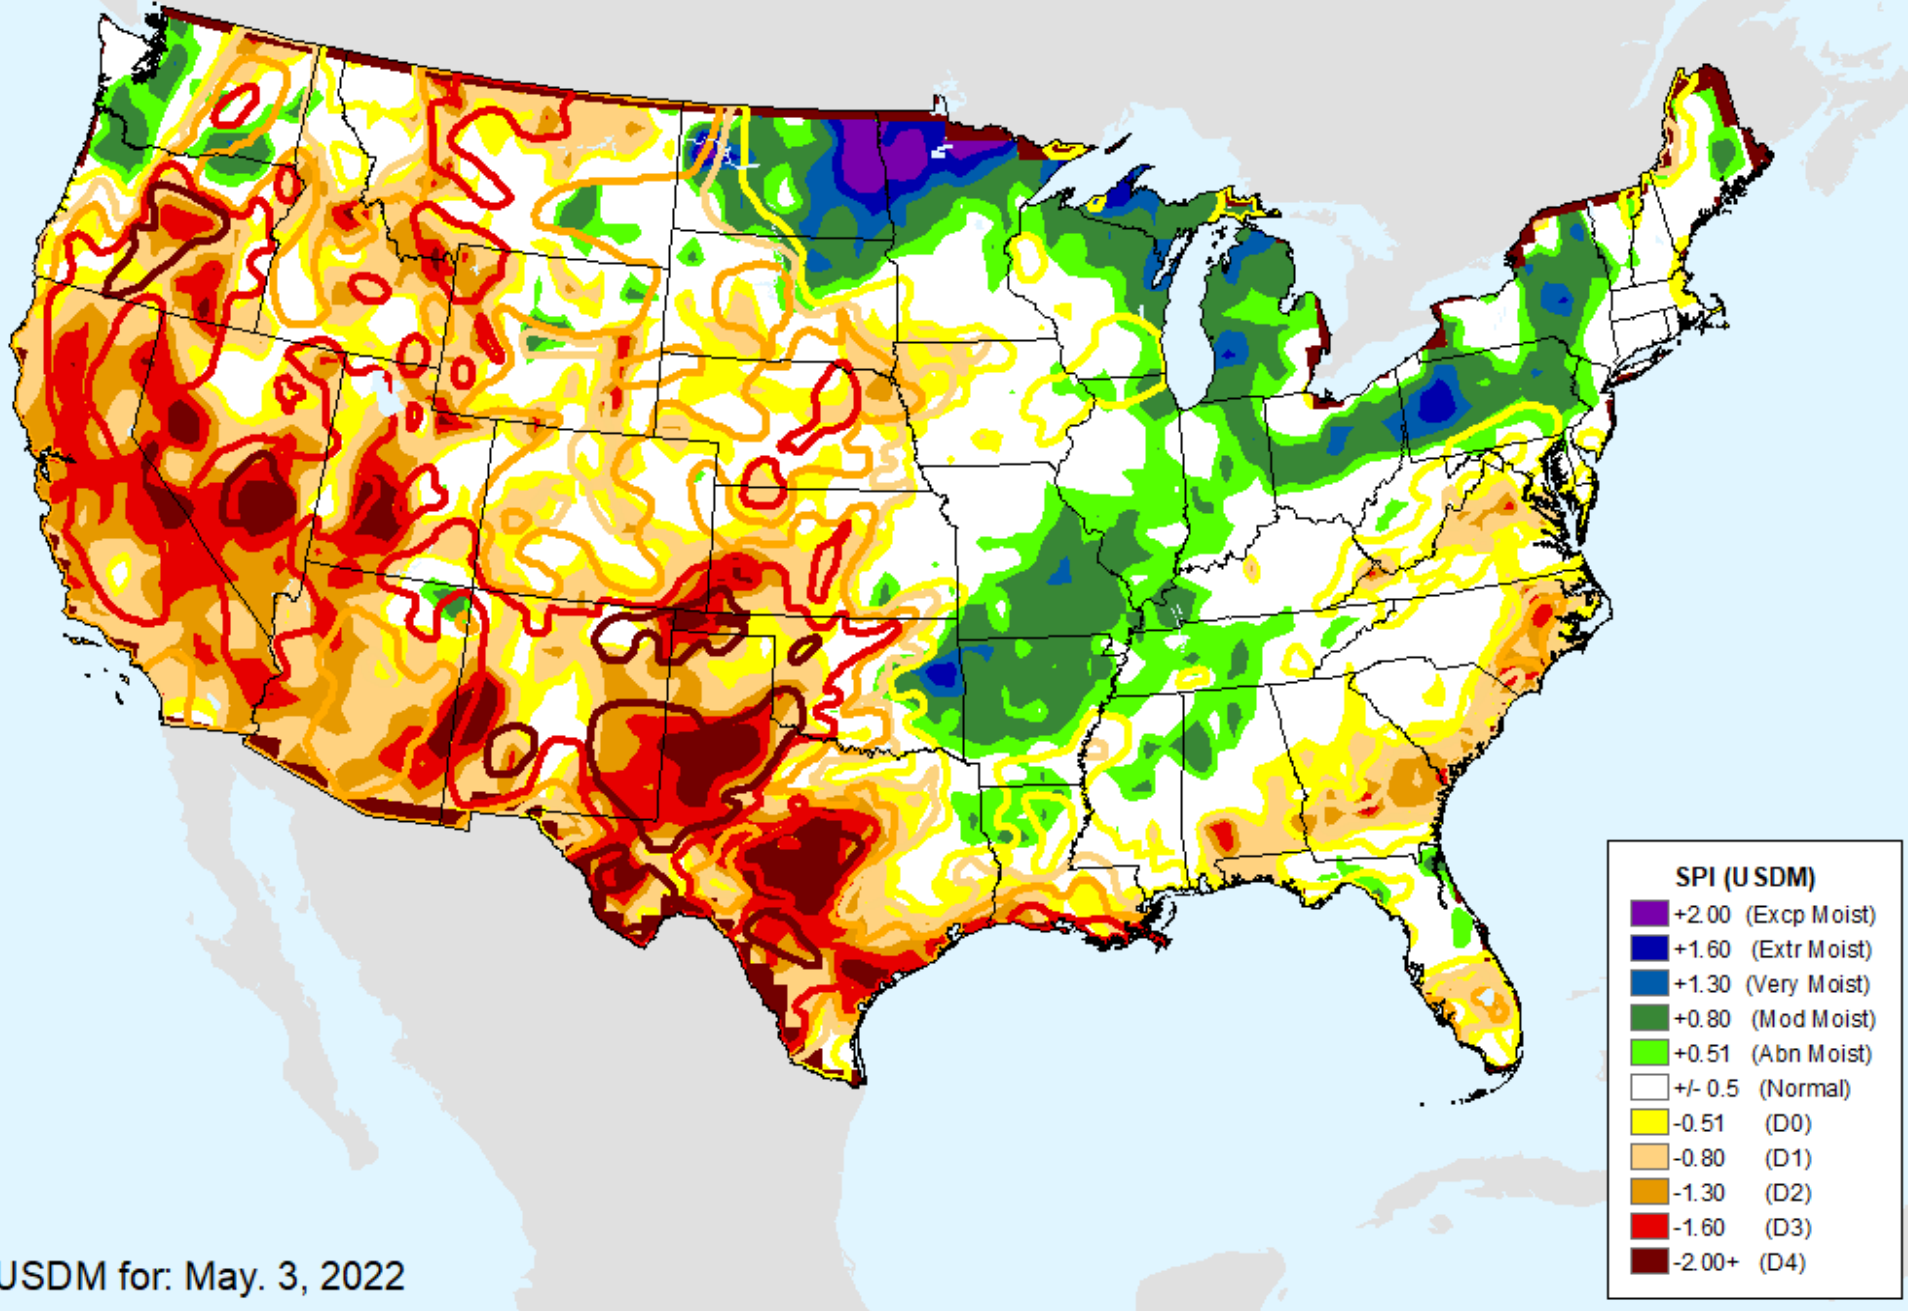 SPI (USDM)
+2.00 (Excp Moist)
+1.60 (Extr Moist)
+1.30 (Very Moist)
+0.80 (Mod Moist)
+0.51 (Abn Moist)
+/- 0.5 (Normal)
-0.51 (D0)
-0.80 (D1)
-1.30 (D2)
-1.60 (D3)
-2.00+ (D4)
USDM for: May. 3, 2022